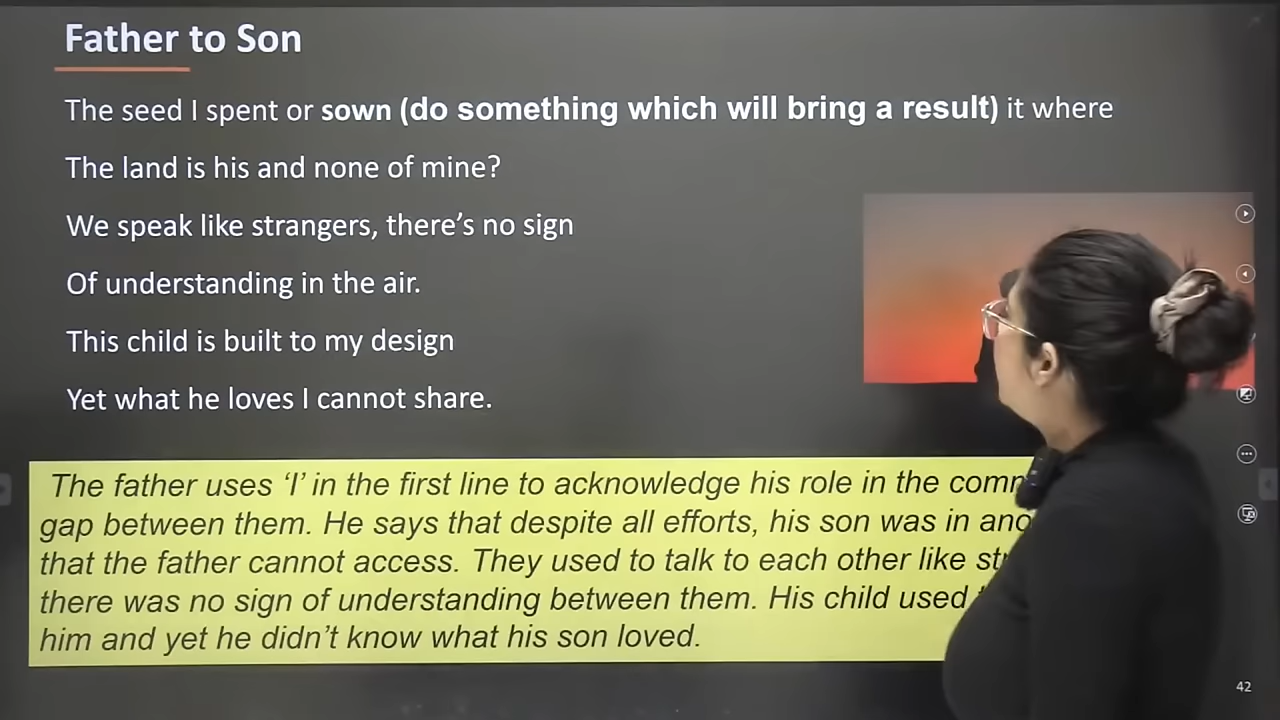 Father to Son
The seed I spent or sown (do something which will bring a result) it where
The land is his and none of mine?
We speak like strangers, there's no sign
Of understanding in the air.
This child is built to my design
Yet what he loves I cannot share.
The father uses ‘I’ in the first line to acknowledge his role in the
gap between them. He says that despite all efforts, his son was in
that the father cannot access. They used to talk to each other like
there was no sign of understanding between them. His child used
him and yet he didn’t know what his son loved.
42